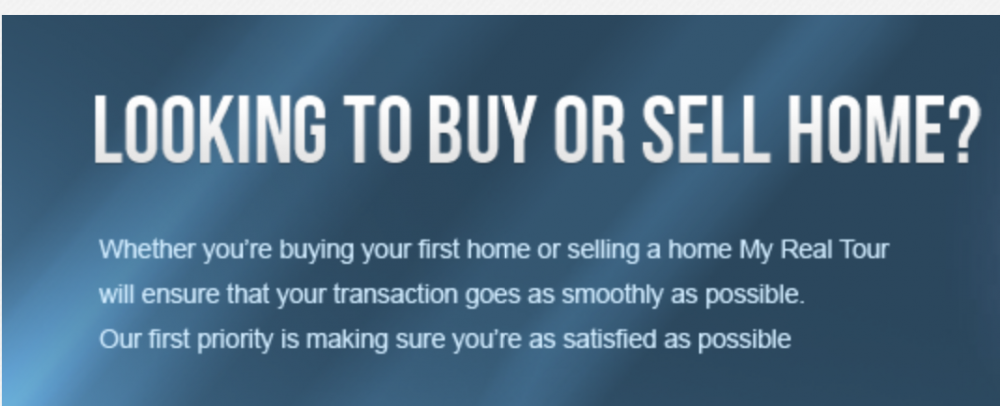 LOOKING TO BUY OR SELL HOME?
Whether you’re buying your first home or selling a home My Real Tour
will ensure that your transaction goes as smoothly as possible.
Our first priority is making sure you’re as satisfied as possible